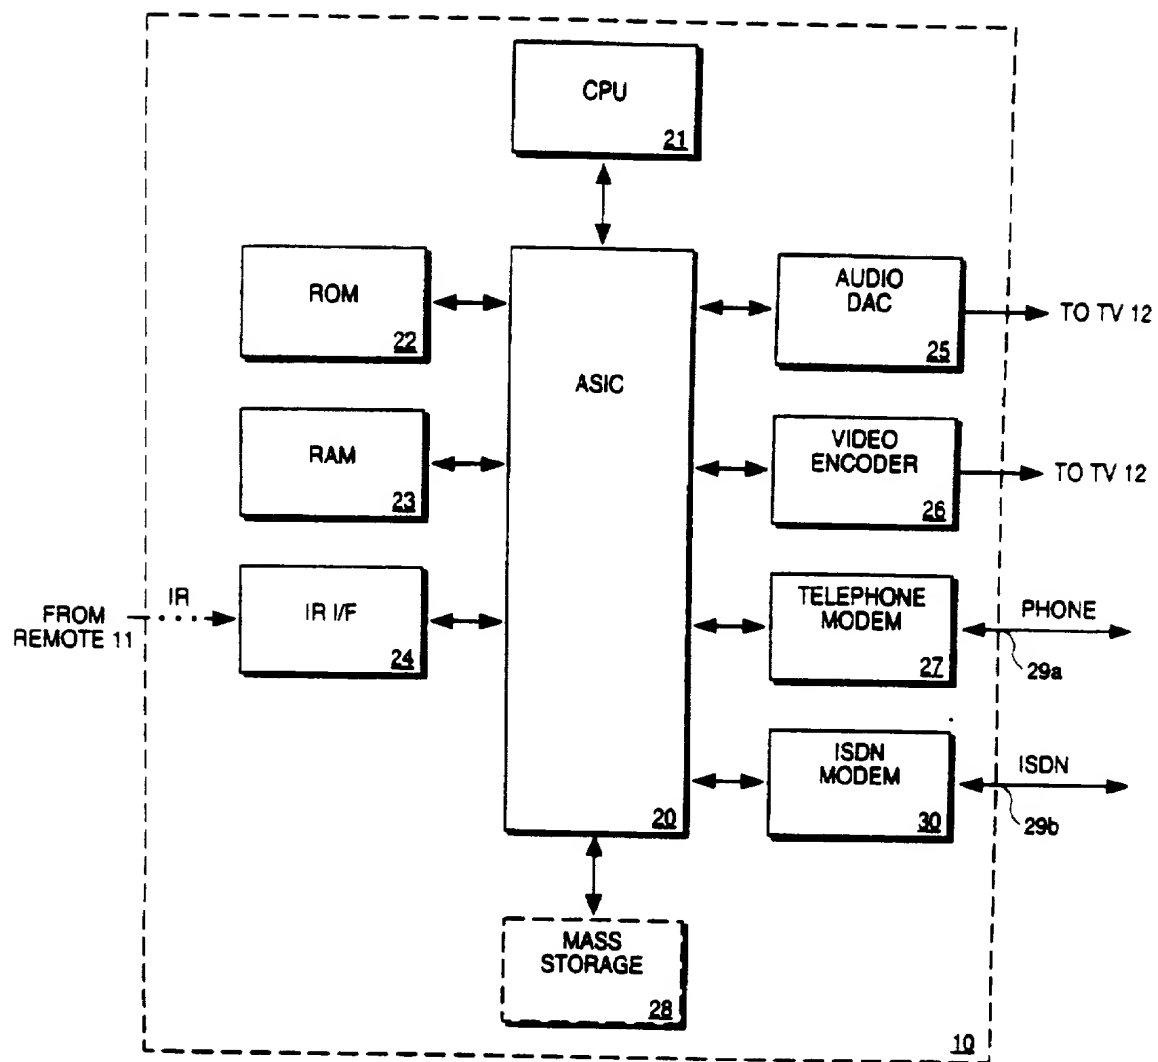 CPU
21
ROM
22
ASIC
20
AUDIO
DAC
25
TO TV 12
RAM
23
VIDEO
ENCODER
26
TO TV 12
FROM
REMOTE 11
IR
IR I/F
24
TELEPHONE
MODEM
27
PHONE
29a
ISDN
MODEM
30
ISDN
29b
MASS
STORAGE
28
10